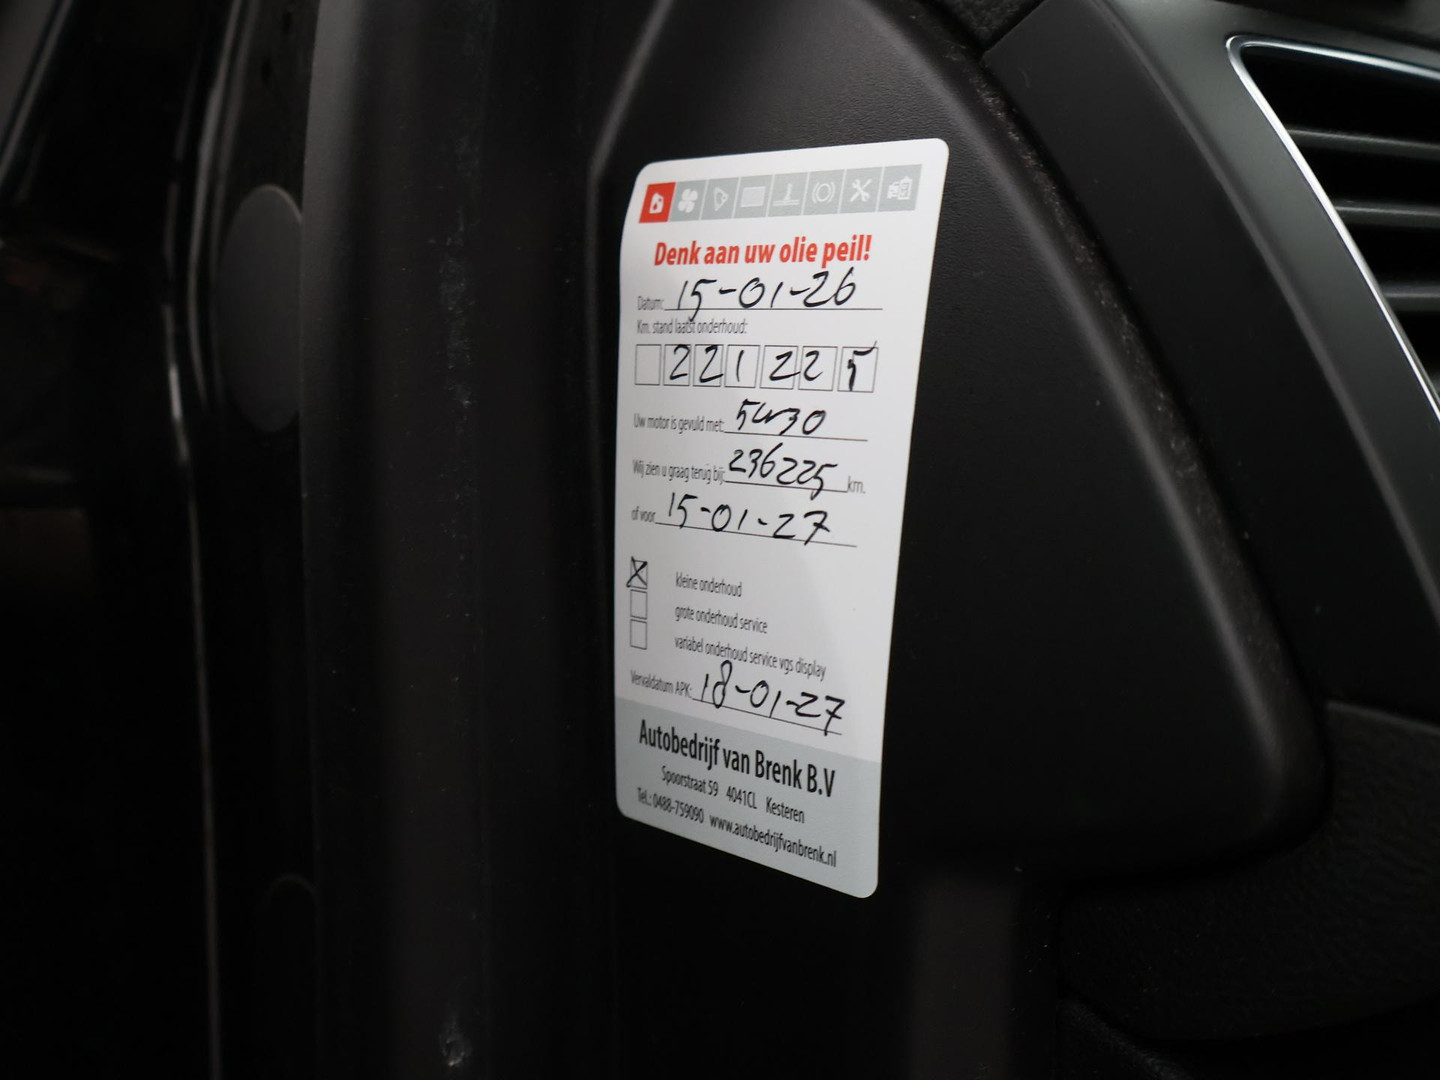 Denk aan uw olie peil!
Datum: 15-01-26
Km. stand laatst onderhoud:
221225
Uw motor is gevuld met: 5w30
Wij zien u graag terug bij: 236225 km.
of voor 15-01-27
kleine onderhoud
grote onderhoud service
variabel onderhoud service vgs display
Vervaldatum APK: 18-01-27
Autobedrijf van Brenk B.V
Spoorstraat 59 4041CL Kesteren
Tel.: 0488-759090 www.autobedrijfvanbrenk.nl